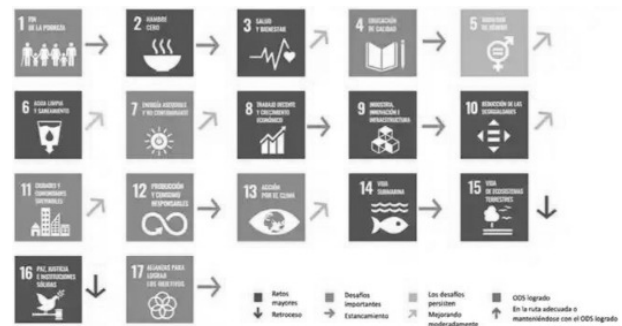 1 FIN
DE LA POBREZA
2 HAMBRE
CERO
3 SALUD
Y BIENESTAR
4 EDUCACIÓN
DE CALIDAD
5 IGUALDAD
DE GÉNERO
6 AGUA LIMPIA
Y SANEAMIENTO
7 ENERGÍA ASEQUIBLE
Y NO CONTAMINANTE
8 TRABAJO DECENTE
Y CRECIMIENTO
ECONÓMICO
9 INDUSTRIA,
INNOVACIÓN E
INFRAESTRUCTURA
10 REDUCCIÓN DE LAS
DESIGUALDADES
11 CIUDADES Y
COMUNIDADES
SOSTENIBLES
12 PRODUCCIÓN
Y CONSUMO
RESPONSABLES
13 ACCIÓN
POR EL CLIMA
14 VIDA
SUBMARINA
15 VIDA
DE ECOSISTEMAS
TERRESTRES
16 PAZ, JUSTICIA
E INSTITUCIONES
SÓLIDAS
17 ALIANZAS PARA
LOGRAR
LOS OBJETIVOS
Retos
mayores
Desafíos
importantes
Los desafíos
persisten
ODS logrado
Retroceso
Estancamiento
Mejorando
moderadamente
En la ruta adecuada o
manteniéndose con el ODS logrado